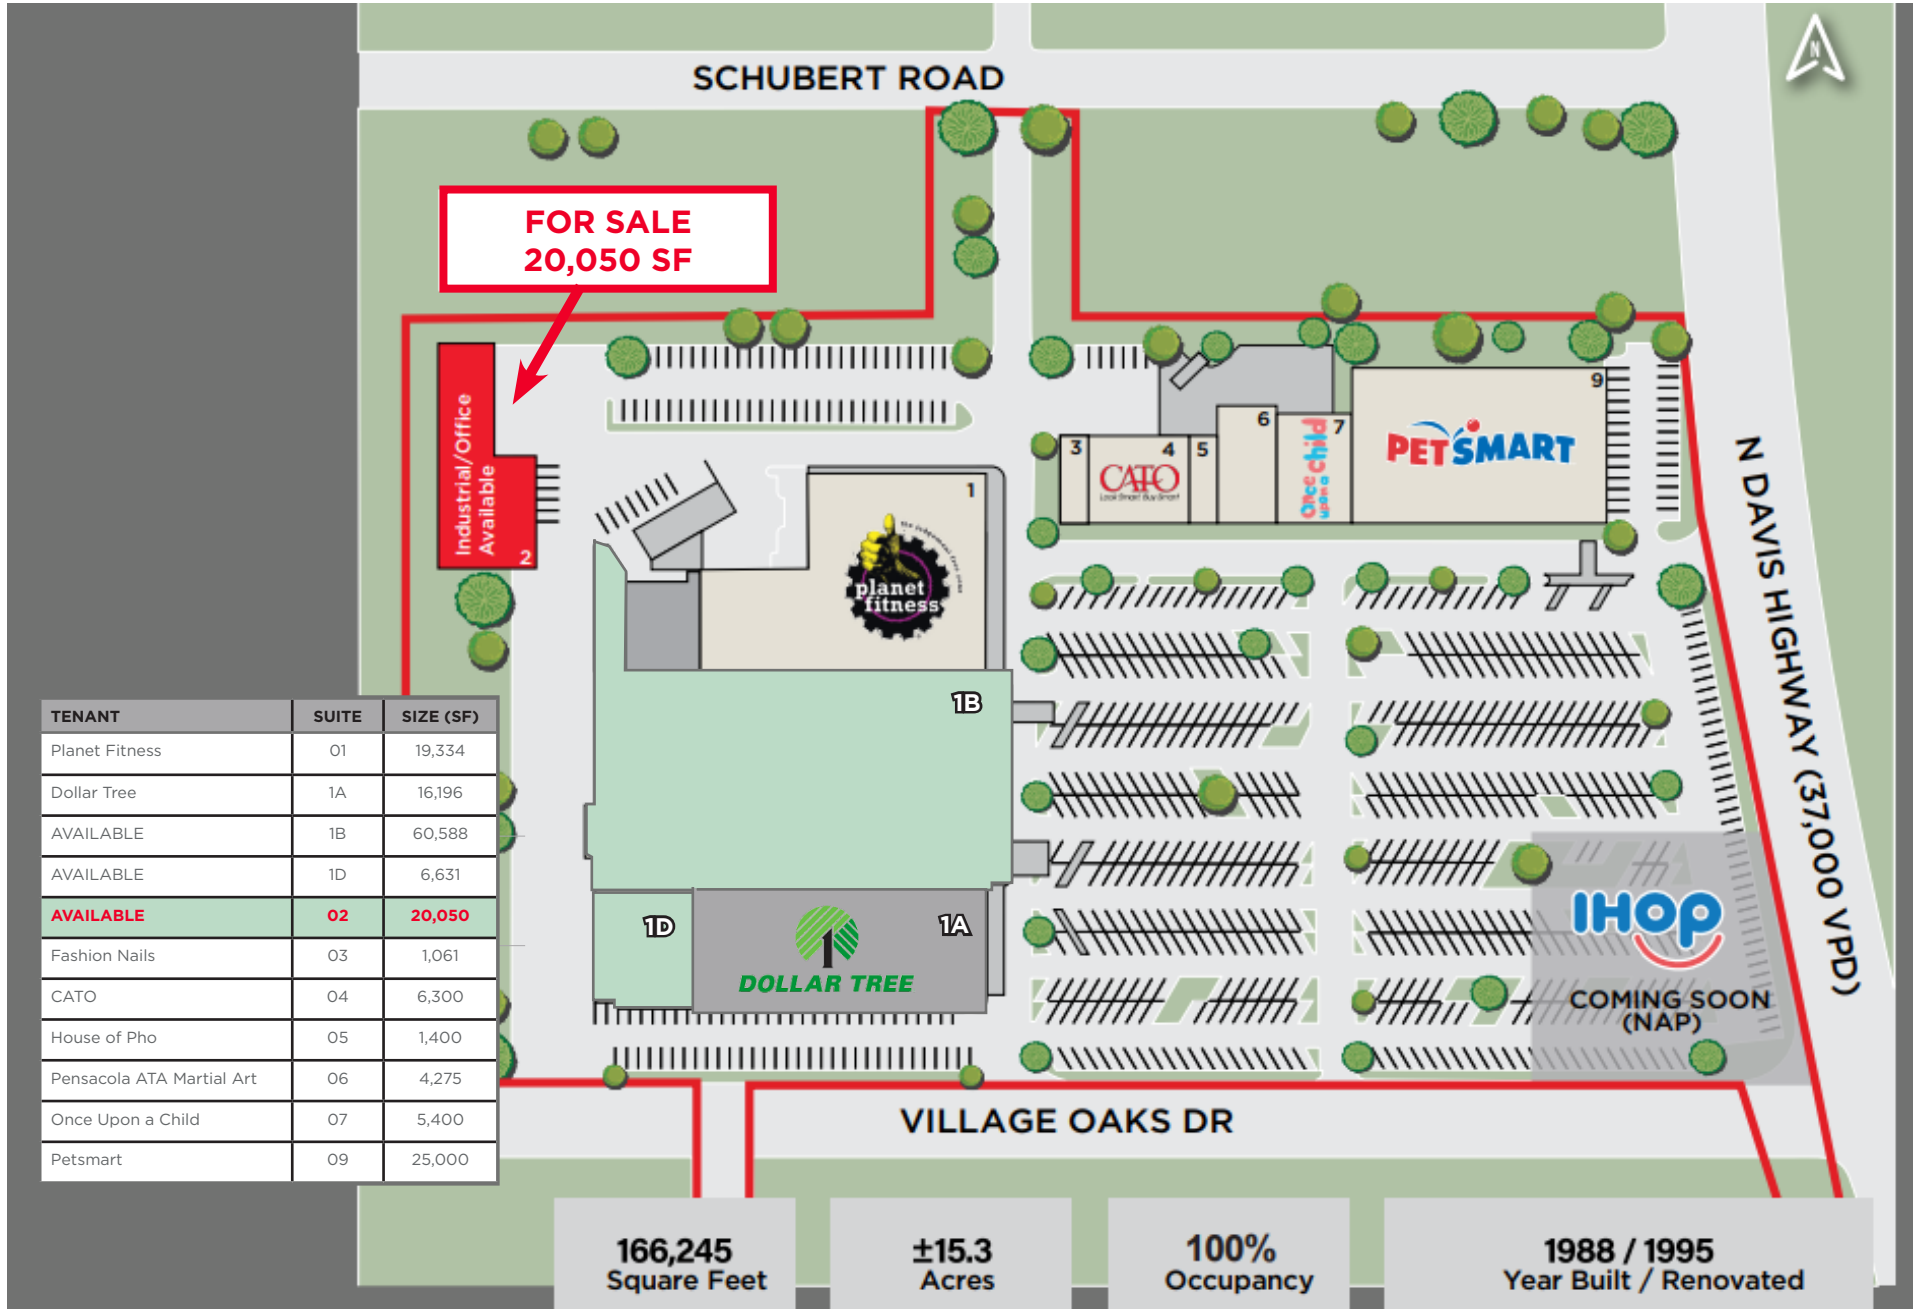 N
SCHUBERT ROAD
FOR SALE
20,050 SF
Industrial/Office
Available
2
1
planet
fitness
3
CATO
4
5
6
once
upon a child
7
PETSMART
9
N DAVIS HIGHWAY (37,000 VPD)
1B
1D
1A
DOLLAR TREE
IHOP
COMING SOON
(NAP)
VILLAGE OAKS DR
TENANT SUITE SIZE (SF)
Planet Fitness 01 19,334
Dollar Tree 1A 16,196
AVAILABLE 1B 60,588
AVAILABLE 1D 6,631
AVAILABLE 02 20,050
Fashion Nails 03 1,061
CATO 04 6,300
House of Pho 05 1,400
Pensacola ATA Martial Art 06 4,275
Once Upon a Child 07 5,400
Petsmart 09 25,000
166,245
Square Feet
±15.3
Acres
100%
Occupancy
1988 / 1995
Year Built / Renovated